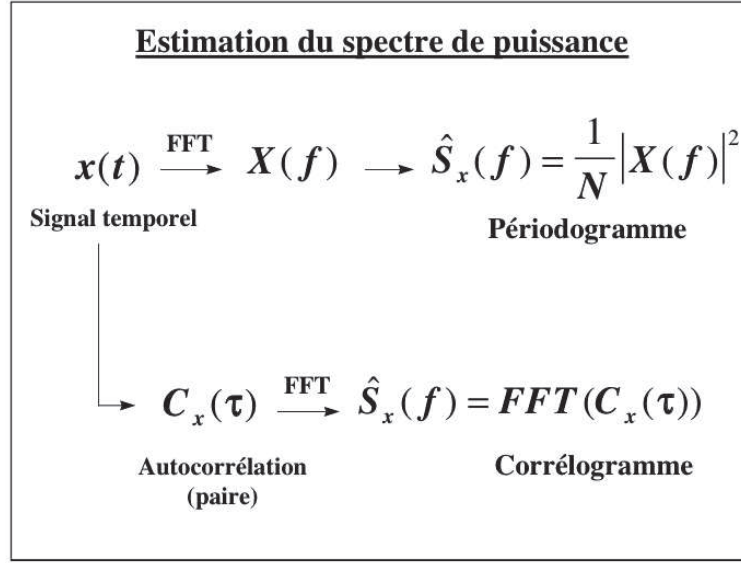 Estimation du spectre de puissance
x(t) FFT → X(f) → Ŝₓ(f) = 1/N |X(f)|²
Signal temporel
Périodogramme
Cₓ(τ) FFT → Ŝₓ(f) = FFT(Cₓ(τ))
Autocorrélation
(paire)
Corrélogramme